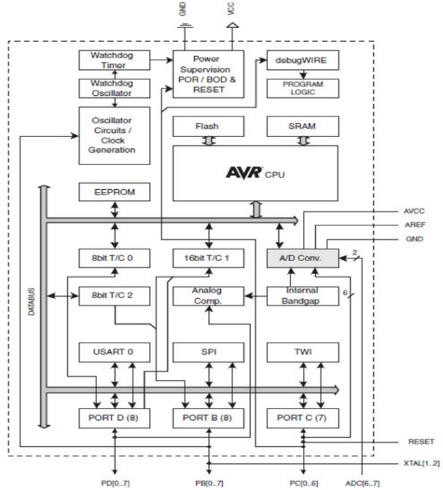 GND
VCC
Watchdog
Timer
Power
Supervision
POR / BOD &
RESET
debugWIRE
Watchdog
Oscillator
PROGRAM
LOGIC
Oscillator
Circuits /
Clock
Generation
Flash
SRAM
AVR CPU
EEPROM
AVCC
AREF
GND
8bit T/C 0
16bit T/C 1
A/D Conv.
2
DATABUS
8bit T/C 2
Analog
Comp.
Internal
Bandgap
6
USART 0
SPI
TWI
PORT D (8)
PORT B (8)
PORT C (7)
RESET
XTAL[1..2]
PD[0..7]
PB[0..7]
PC[0..6]
ADC[6..7]